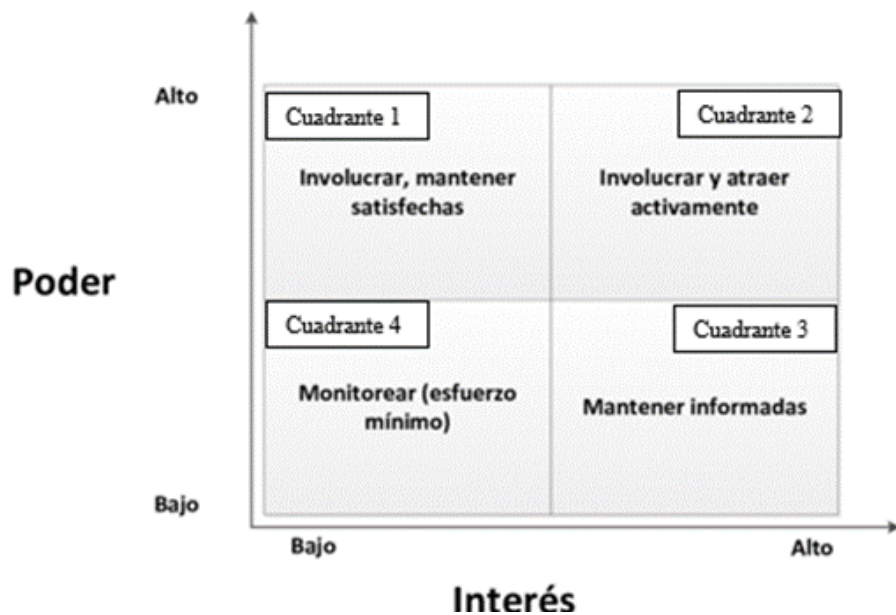 Alto
Cuadrante 1
Cuadrante 2
Involucrar, mantener
satisfechas
Involucrar y atraer
activamente
Poder
Cuadrante 4
Cuadrante 3
Monitorear (esfuerzo
mínimo)
Mantener informadas
Bajo
Bajo
Alto
Interés